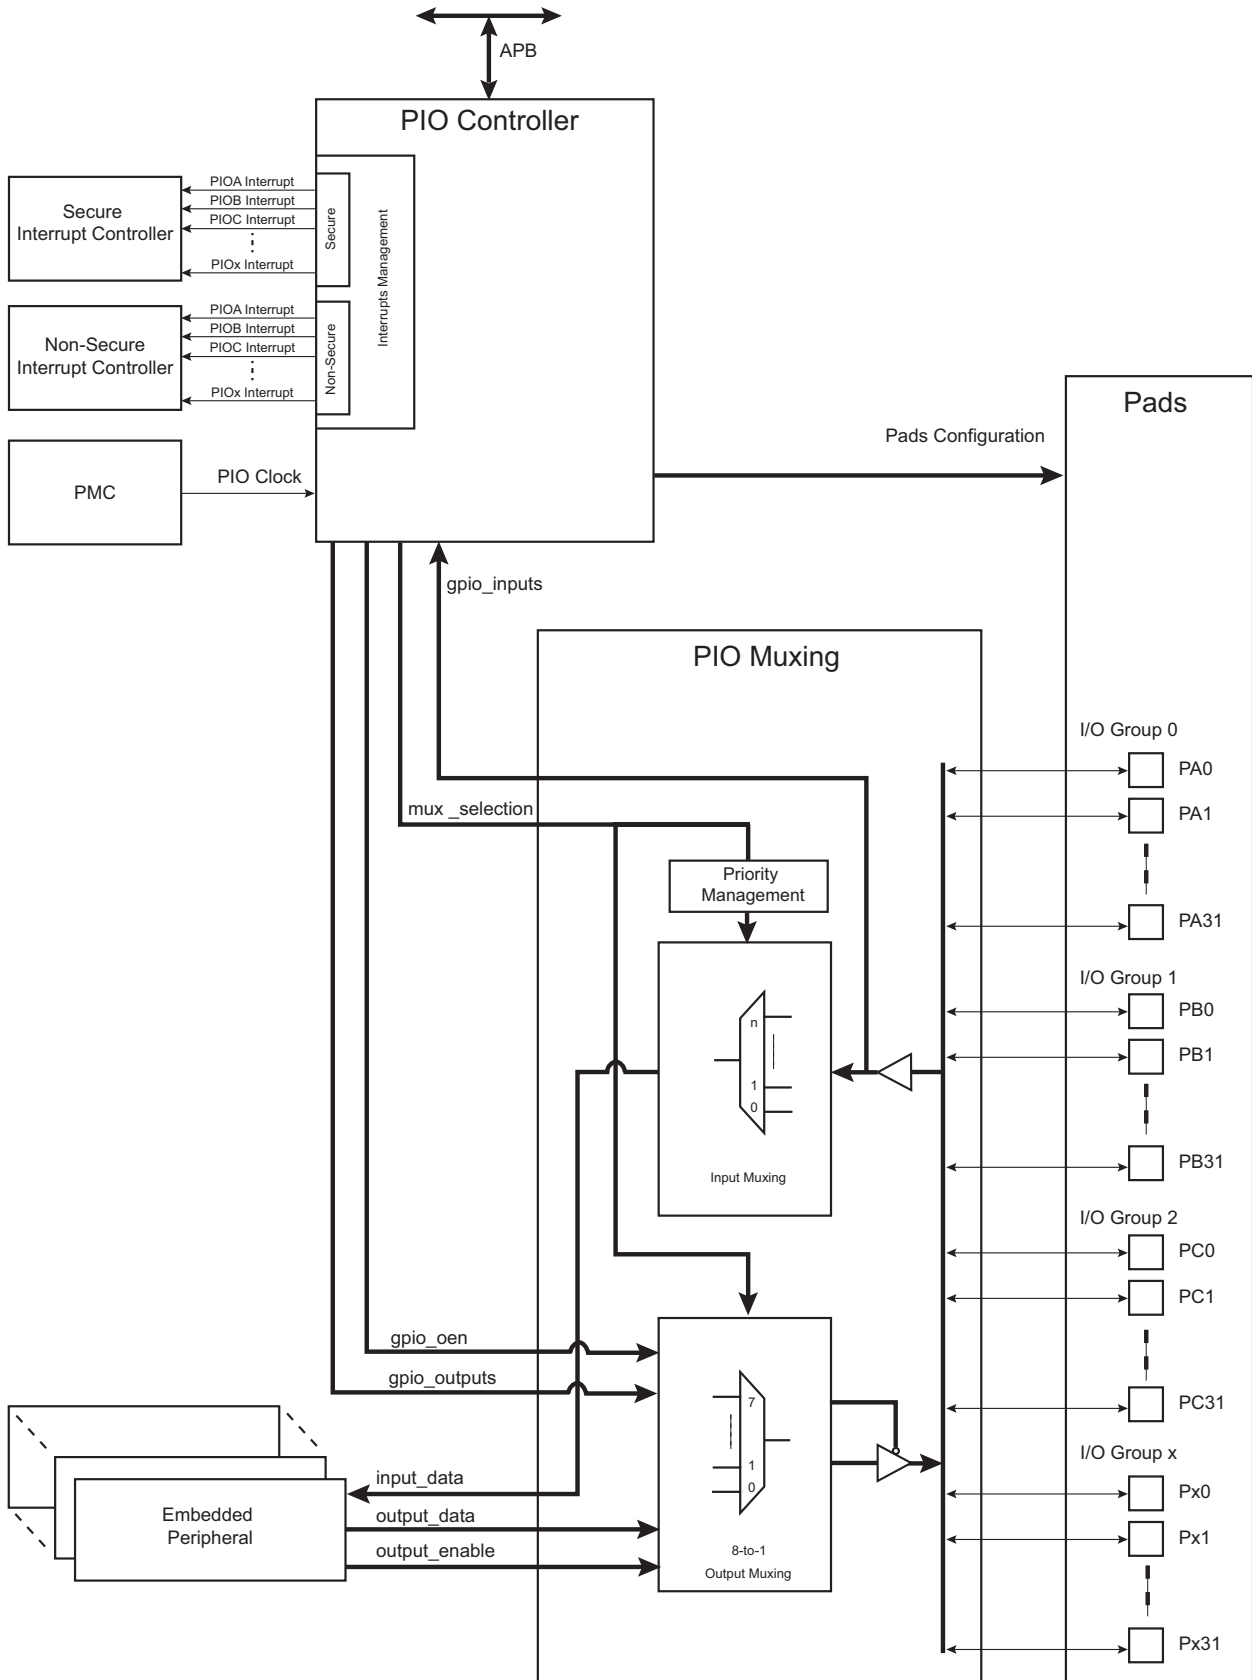 APB
PIO Controller
PIOA Interrupt
PIOB Interrupt
PIOC Interrupt
PIOx Interrupt
Secure
Interrupt Controller
Secure
Interrupts Management
PIOA Interrupt
PIOB Interrupt
PIOC Interrupt
PIOx Interrupt
Non-Secure
Interrupt Controller
Non-Secure
Pads
Pads Configuration
PMC
PIO Clock
gpio_inputs
PIO Muxing
I/O Group 0
PA0
mux _selection
PA1
Priority
Management
PA31
I/O Group 1
n
1
0
PB0
PB1
Input Muxing
PB31
I/O Group 2
PC0
PC1
gpio_oen
gpio_outputs
7
1
0
PC31
I/O Group x
input_data
Px0
Embedded
Peripheral
output_data
Px1
output_enable
8-to-1
Output Muxing
Px31